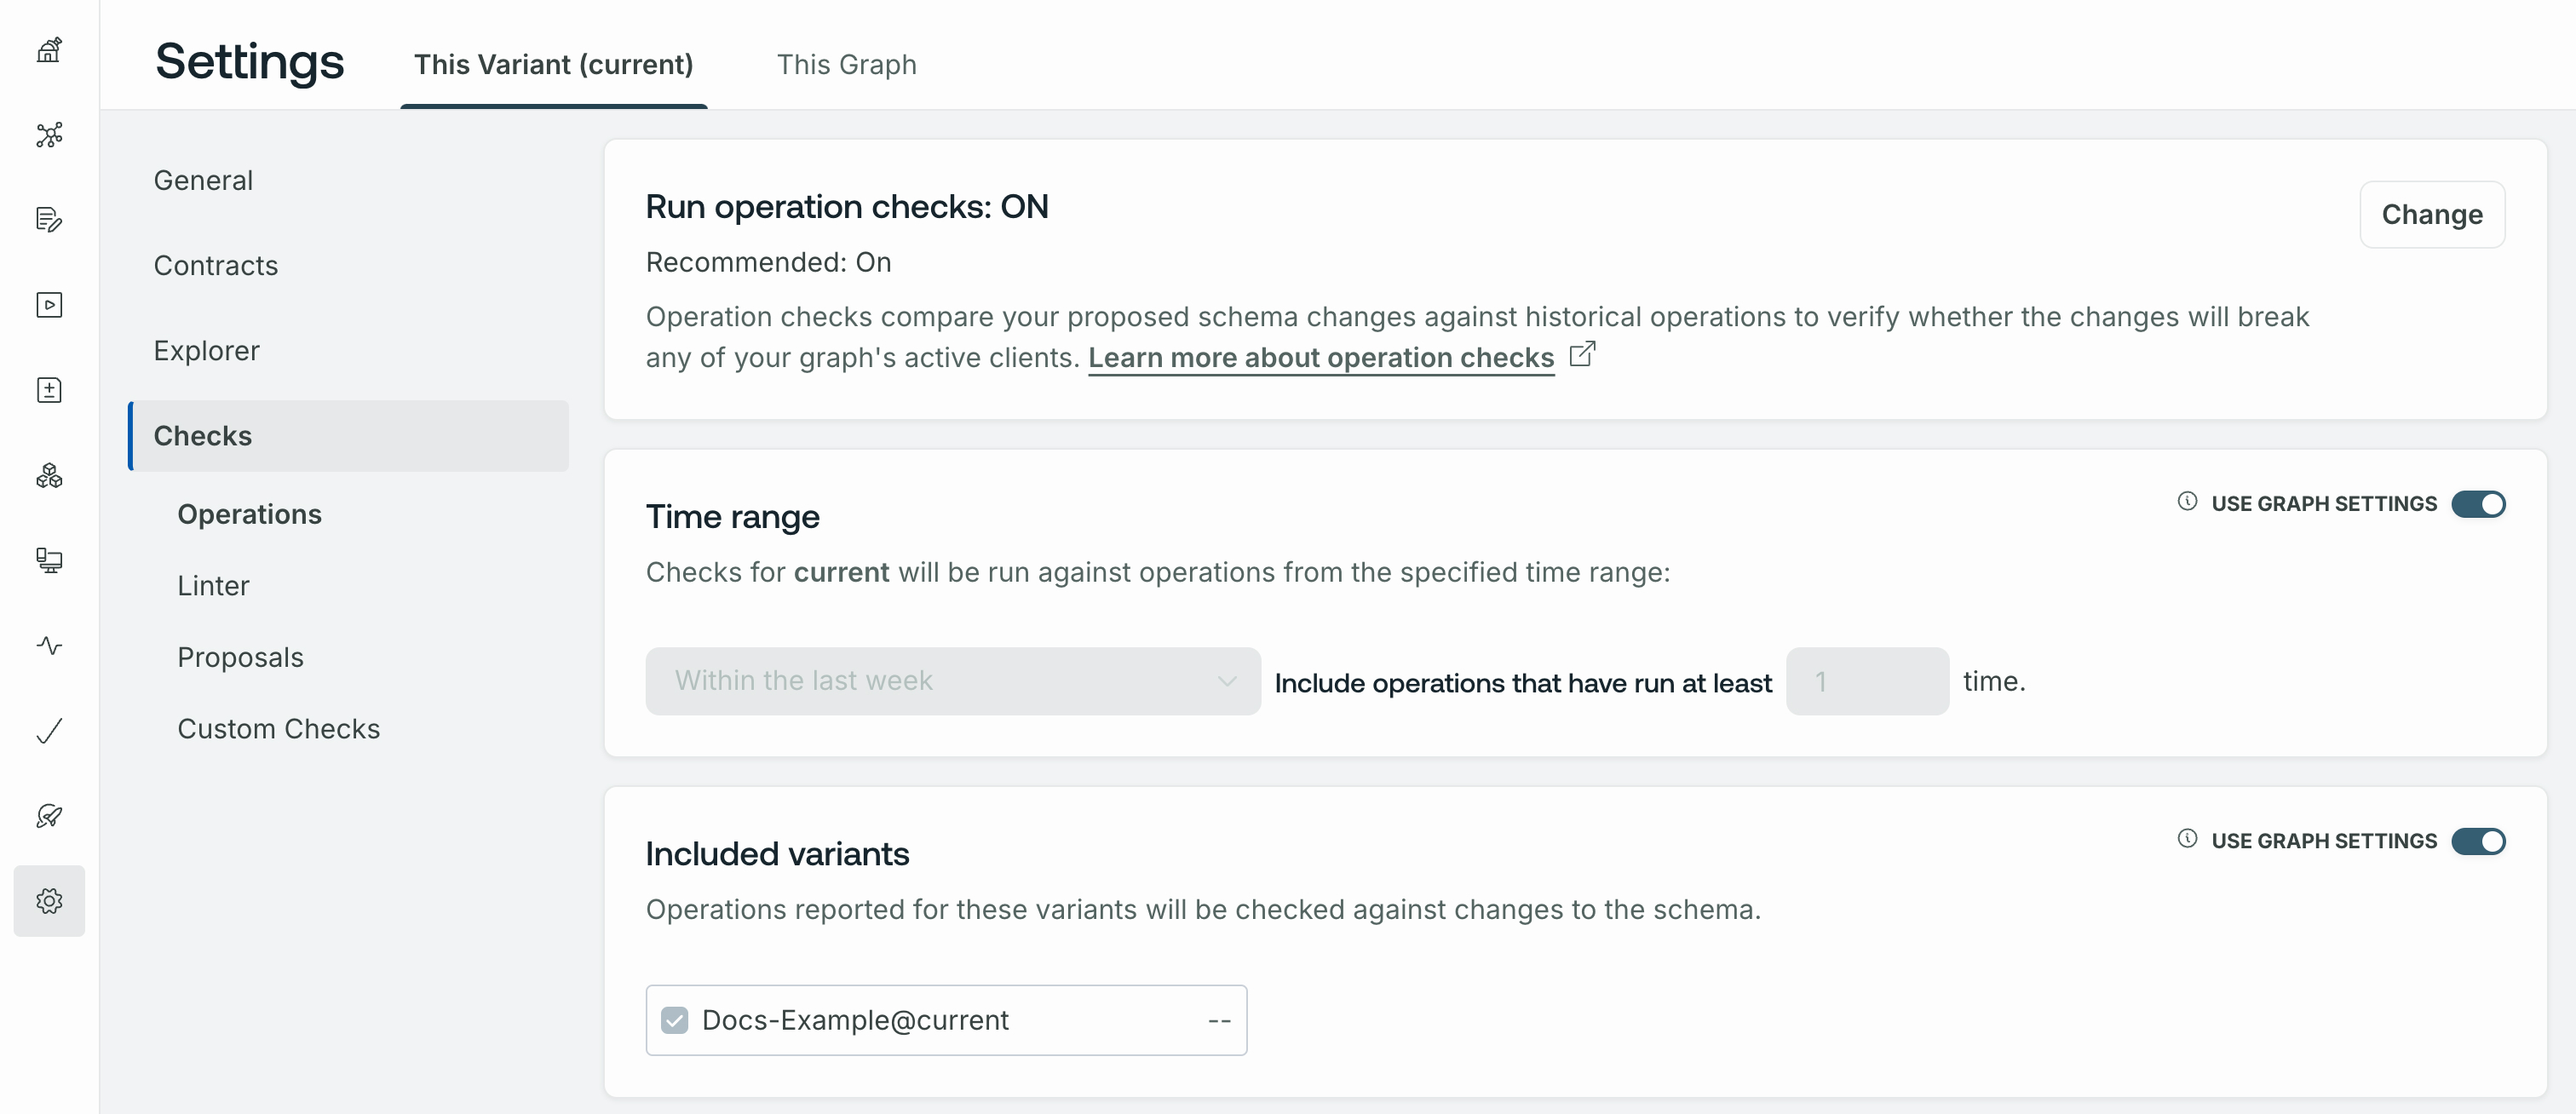 Settings
This Variant (current)
This Graph
General
Contracts
Explorer
Checks
Operations
Linter
Proposals
Custom Checks
Run operation checks: ON
Change
Recommended: On
Operation checks compare your proposed schema changes against historical operations to verify whether the changes will break
any of your graph's active clients. Learn more about operation checks
Time range
USE GRAPH SETTINGS
Checks for current will be run against operations from the specified time range:
Within the last week
Include operations that have run at least 1 time.
Included variants
USE GRAPH SETTINGS
Operations reported for these variants will be checked against changes to the schema.
Docs-Example@current --